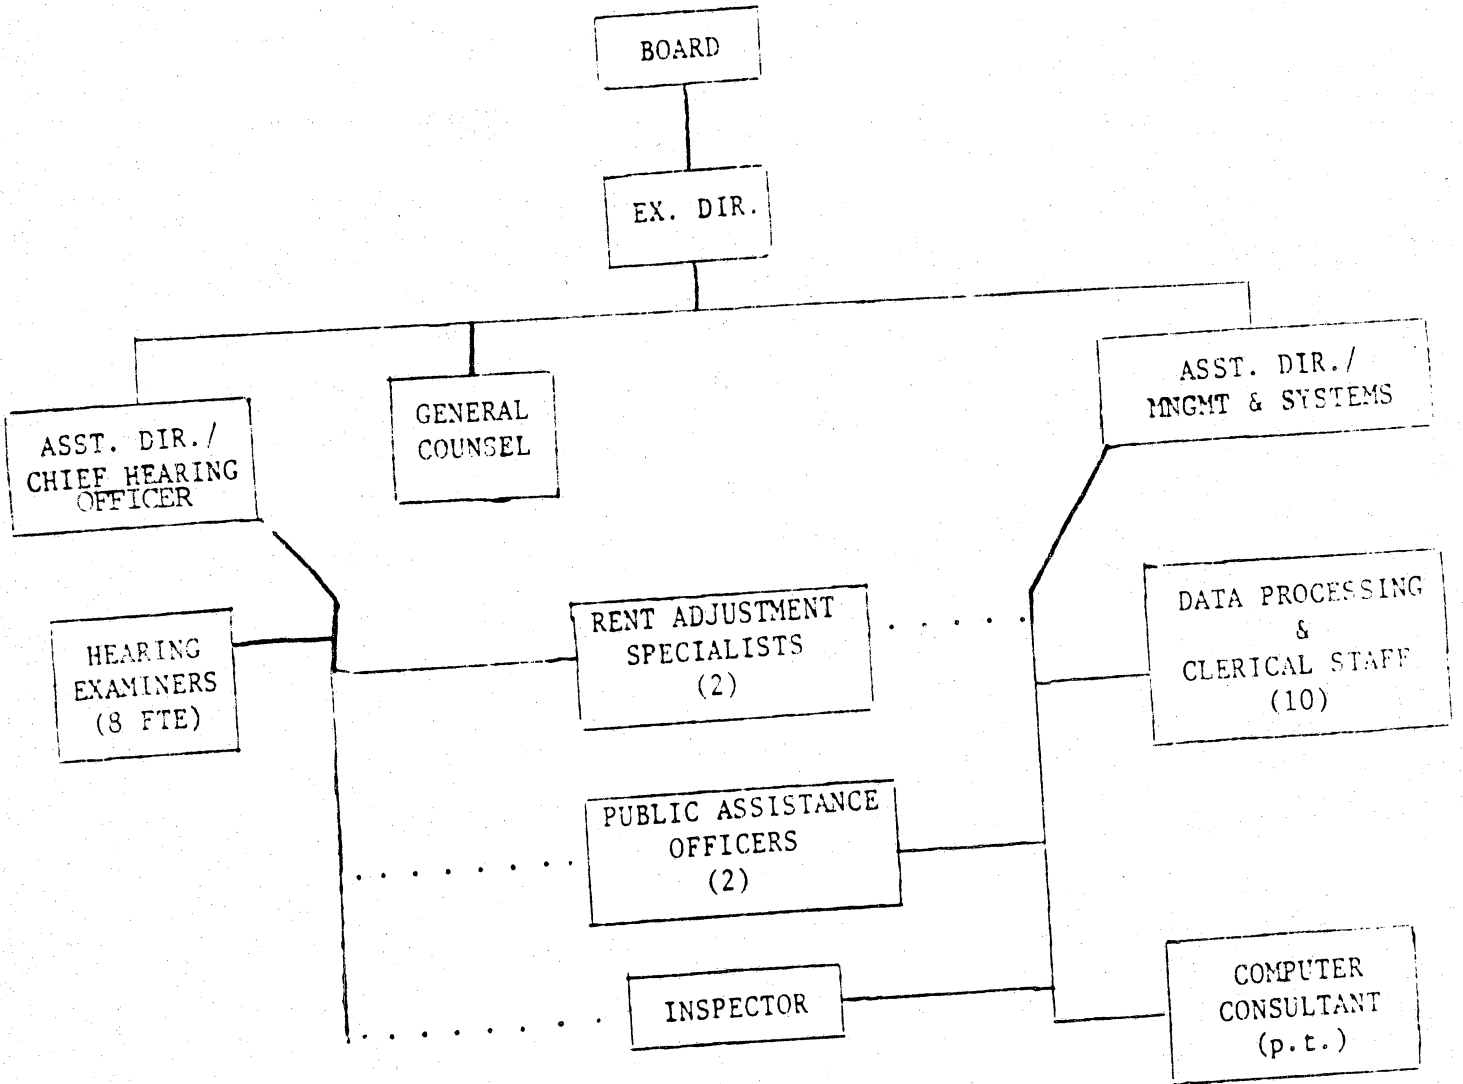 BOARD
EX. DIR.
ASST. DIR./
MNGMT & SYSTEMS
GENERAL
COUNSEL
ASST. DIR./
CHIEF HEARING
OFFICER
HEARING
EXAMINERS
(8 FTE)
RENT ADJUSTMENT
SPECIALISTS
(2)
DATA PROCESSING
&
CLERICAL STAFF
(10)
PUBLIC ASSISTANCE
OFFICERS
(2)
INSPECTOR
COMPUTER
CONSULTANT
(p.t.)